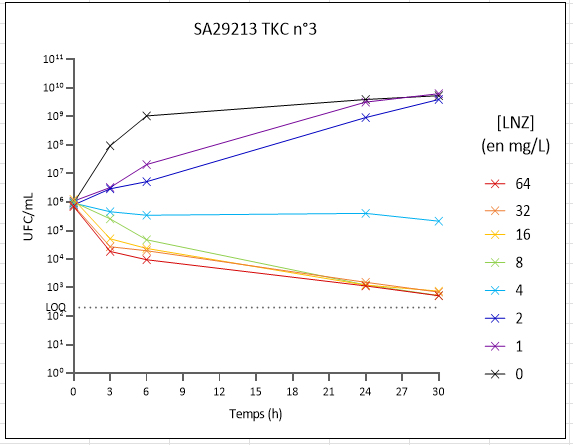 SA29213 TKC n°3
10¹¹
10¹⁰
10⁹
10⁸
10⁷
10⁶
10⁵
10⁴
10³
LOQ
10²
10¹
10⁰
UFC/mL
0 3 6 9 12 15 18 21 24 27 30
Temps (h)
[LNZ]
(en mg/L)
64
32
16
8
4
2
1
0